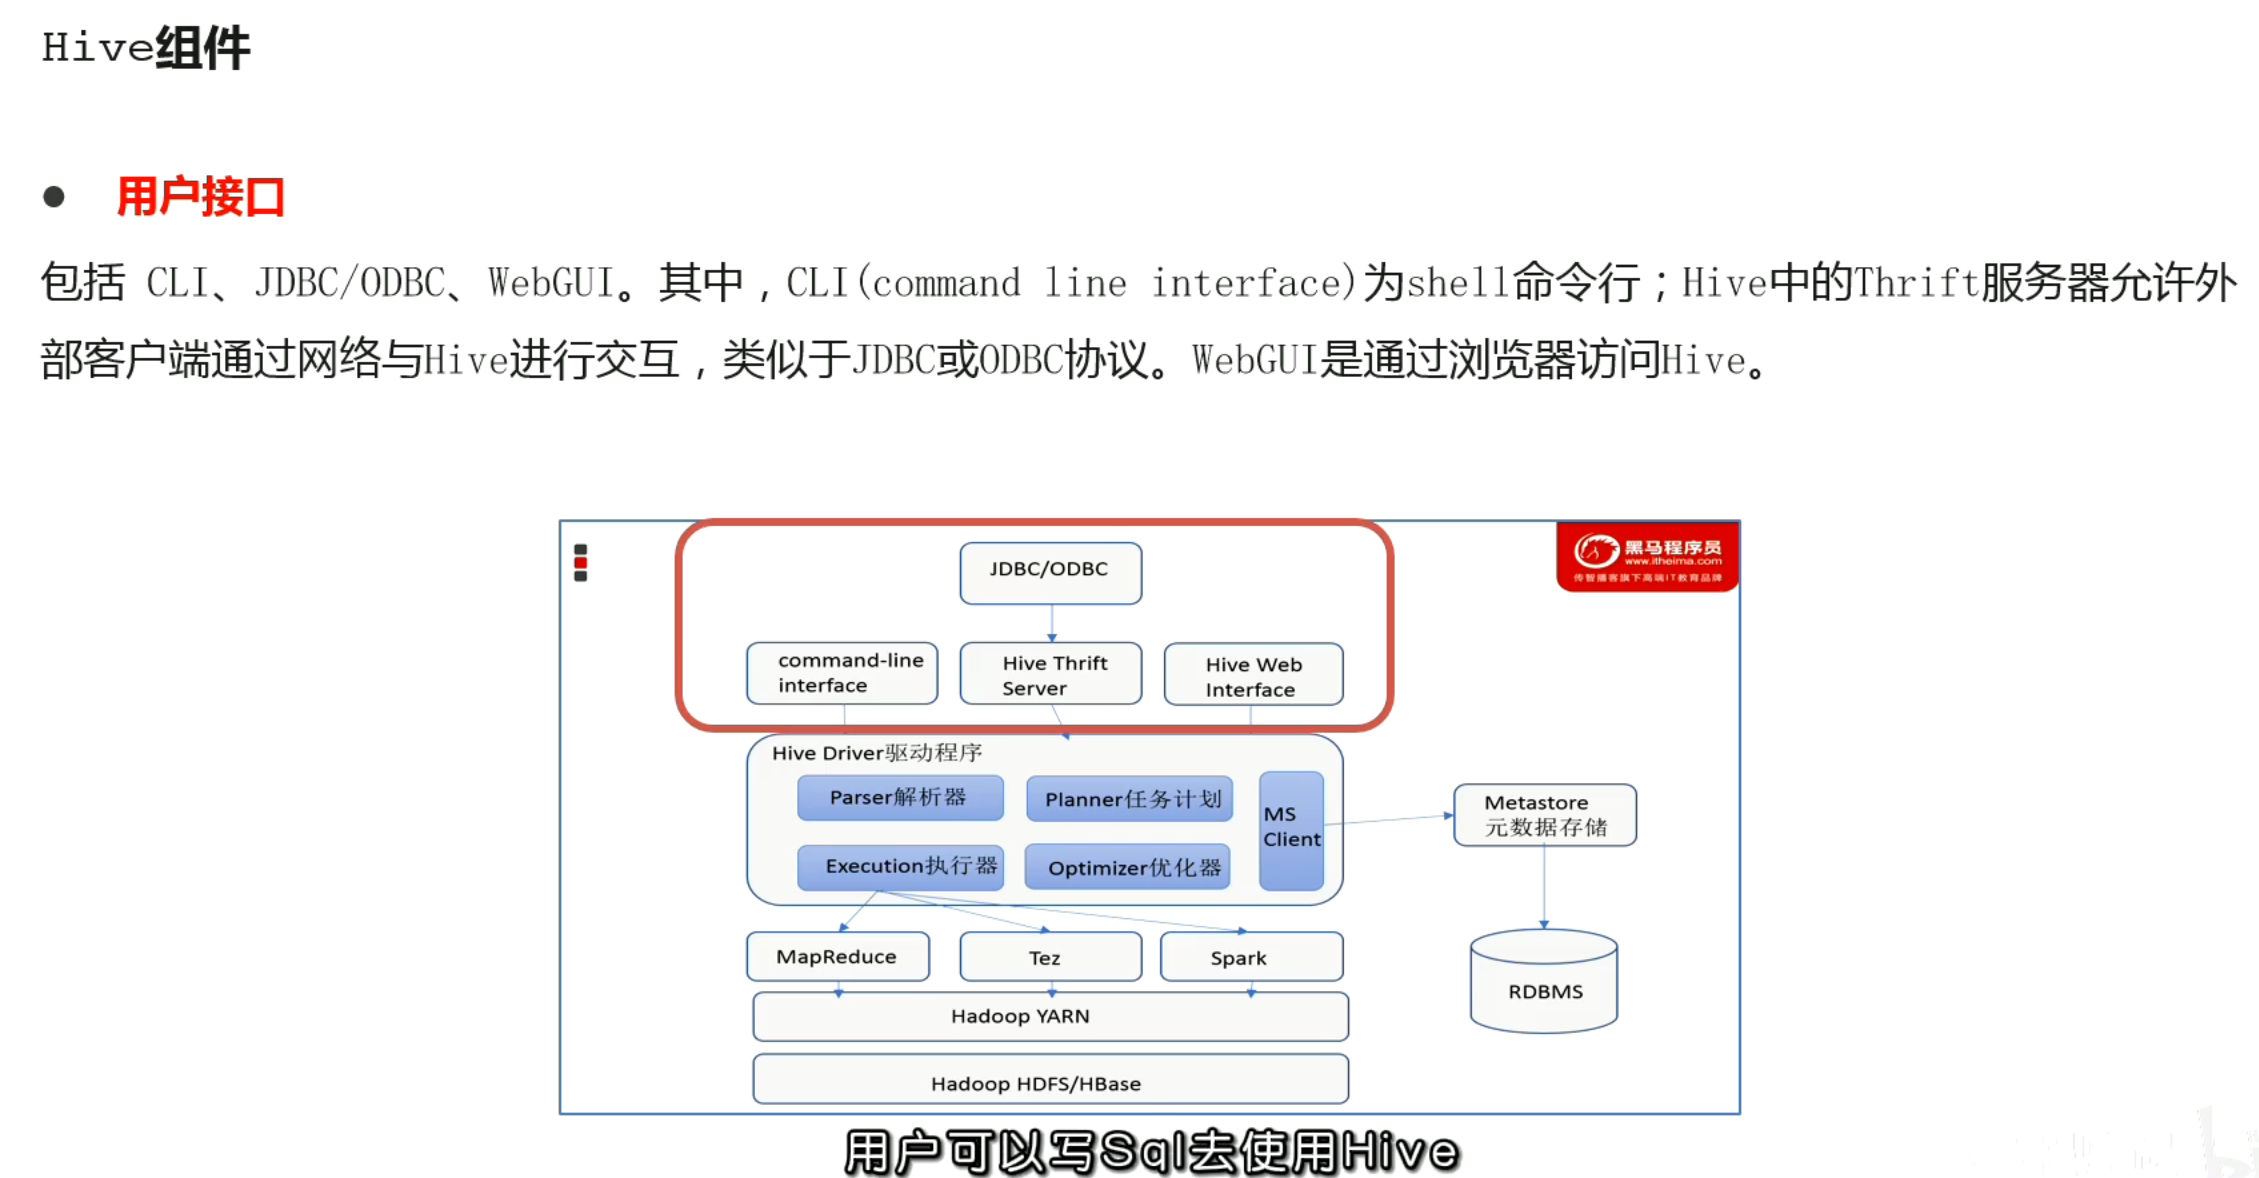 Hive组件
● 用户接口
包括 CLI、JDBC/ODBC、WebGUI。其中，CLI(command line interface)为shell命令行；Hive中的Thrift服务器允许外
部客户端通过网络与Hive进行交互，类似于JDBC或ODBC协议。WebGUI是通过浏览器访问Hive。
黑马程序员
www.itheima.com
传智播客旗下高端IT教育品牌
JDBC/ODBC
command-line
interface
Hive Thrift
Server
Hive Web
Interface
Hive Driver驱动程序
Parser解析器
Planner任务计划
MS
Client
Execution执行器
Optimizer优化器
Metastore
元数据存储
MapReduce
Tez
Spark
RDBMS
Hadoop YARN
Hadoop HDFS/HBase
用户可以写Sql去使用Hive